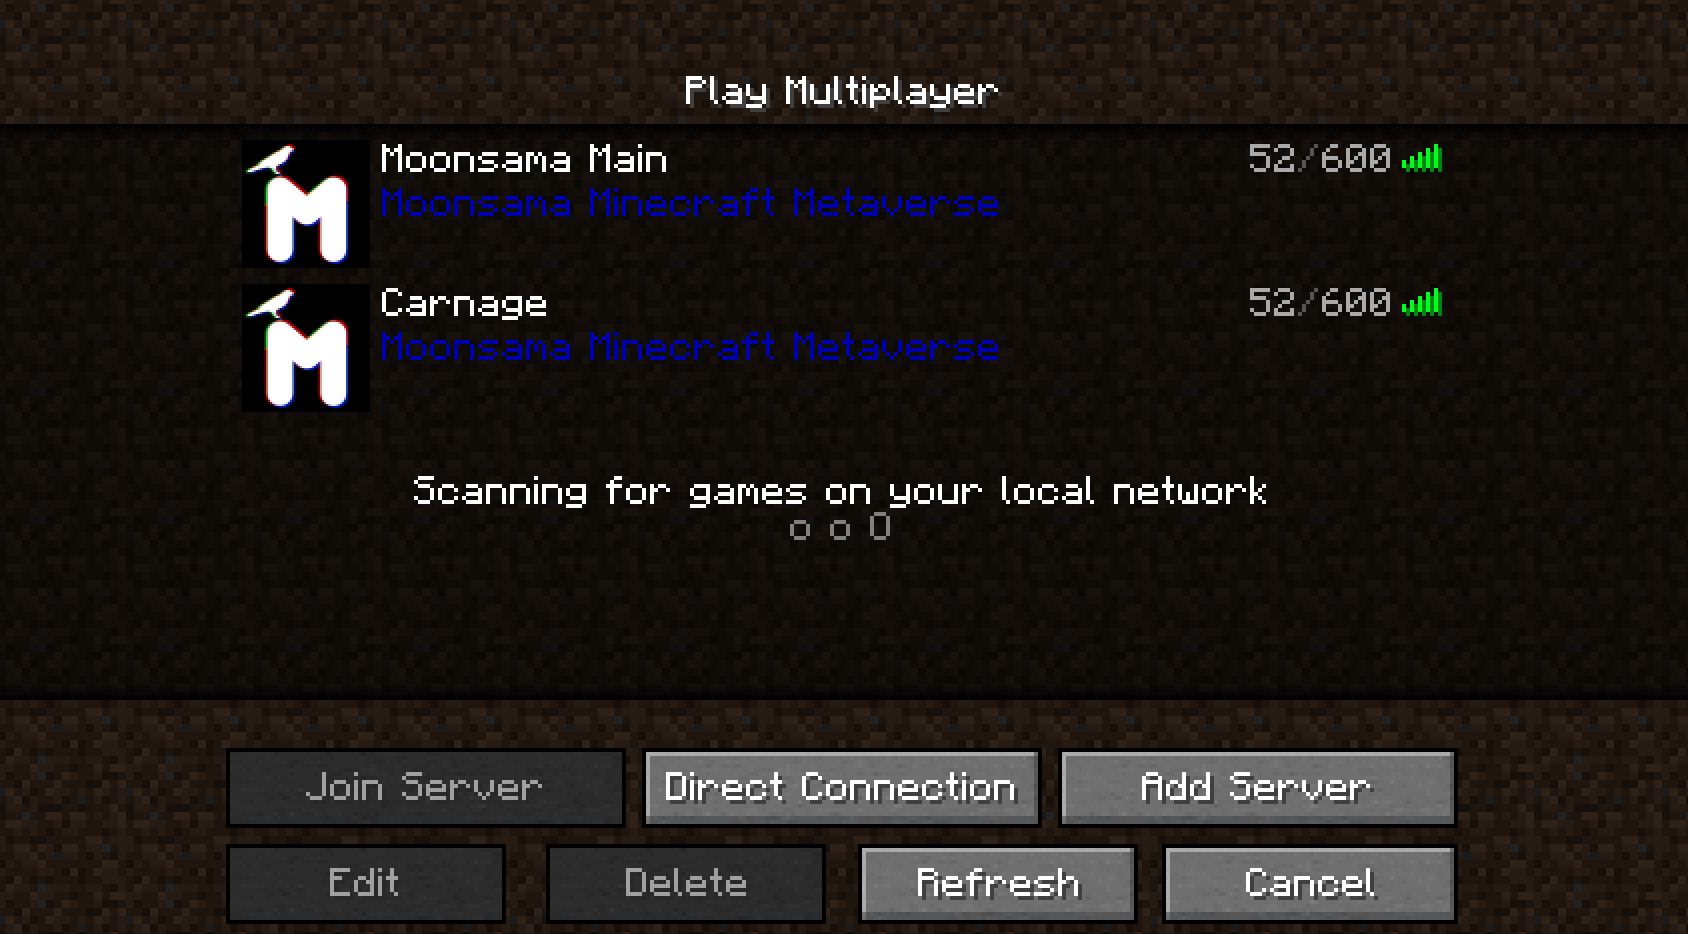 Play Multiplayer
M
Moonsama Main 52/600
Moonsama Minecraft Metaverse
M
Carnage 52/600
Moonsama Minecraft Metaverse
Scanning for games on your local network
o o O
Join Server Direct Connection Add Server
Edit Delete Refresh Cancel